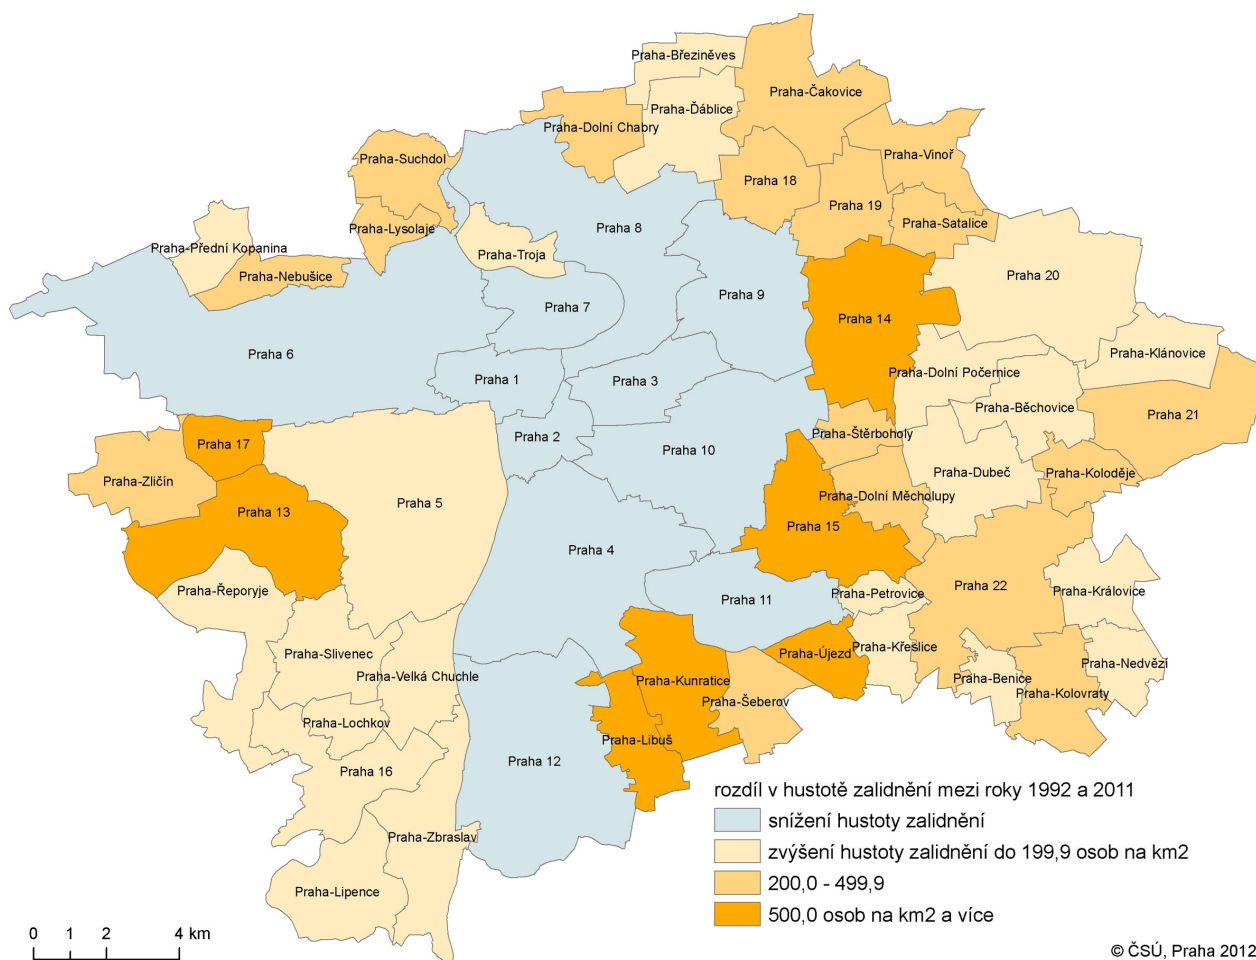 Praha-Březiněves
Praha-Čakovice
Praha-Ďáblice
Praha-Dolní Chabry
Praha-Suchdol
Praha-Vinoř
Praha 18
Praha 19
Praha-Lysolaje
Praha-Satalice
Praha 8
Praha-Přední Kopanina
Praha-Troja
Praha-Nebušice
Praha 20
Praha 9
Praha 7
Praha 14
Praha 6
Praha-Klánovice
Praha-Dolní Počernice
Praha 1
Praha 3
Praha-Běchovice
Praha 21
Praha 2
Praha-Štěrboholy
Praha 17
Praha 10
Praha-Dubeč
Praha-Koloděje
Praha-Zličín
Praha 5
Praha-Dolní Měcholupy
Praha 13
Praha 15
Praha 4
Praha 22
Praha-Řeporyje
Praha-Královice
Praha-Petrovice
Praha 11
Praha-Křeslice
Praha-Slivenec
Praha-Újezd
Praha-Nedvězí
Praha-Velká Chuchle
Praha-Kunratice
Praha-Benice
Praha-Kolovraty
Praha-Šeberov
Praha-Lochkov
Praha-Libuš
Praha 12
Praha 16
Praha-Zbraslav
Praha-Lipence
rozdíl v hustotě zalidnění mezi roky 1992 a 2011
snížení hustoty zalidnění
zvýšení hustoty zalidnění do 199,9 osob na km2
200,0 - 499,9
500,0 osob na km2 a více
0 1 2 4 km
© ČSÚ, Praha 2012